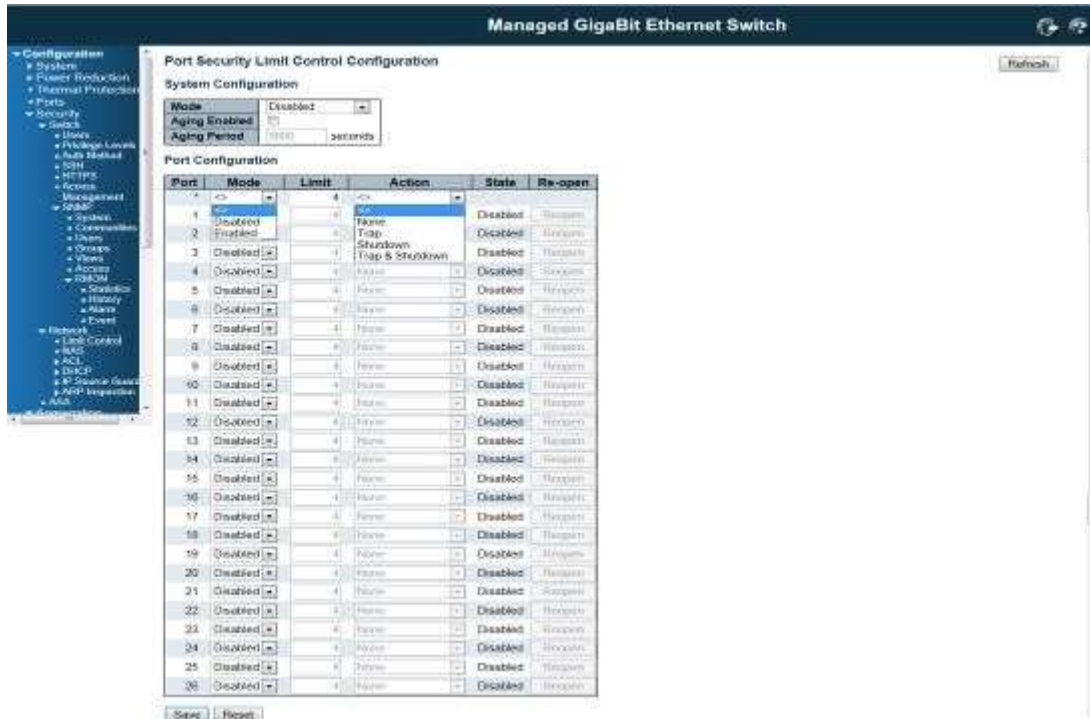 Managed GigaBit Ethernet Switch
Configuration
System
Power Reduction
Thermal Protection
Ports
Security
Switch
Users
Privilege Levels
Auth Method
SSH
HTTPS
Access
Management
SNMP
System
Communities
Users
Groups
Views
Access
RMON
Statistics
History
Alarm
Event
Network
Limit Control
NAS
ACL
DHCP
IP Source Guard
ARP Inspection
AAA
Port Security Limit Control Configuration
Refresh
System Configuration
Mode Disabled
Aging Enabled
Aging Period 3600 seconds
Port Configuration
Port Mode Limit Action State Re-open
* <> 4 <>
<> <>
1 Disabled None Disabled Reopen
2 Enabled Trap Disabled Reopen
Shutdown
3 Disabled 4 Trap & Shutdown Disabled Reopen
4 Disabled 4 None Disabled Reopen
5 Disabled 4 None Disabled Reopen
6 Disabled 4 None Disabled Reopen
7 Disabled 4 None Disabled Reopen
8 Disabled 4 None Disabled Reopen
9 Disabled 4 None Disabled Reopen
10 Disabled 4 None Disabled Reopen
11 Disabled 4 None Disabled Reopen
12 Disabled 4 None Disabled Reopen
13 Disabled 4 None Disabled Reopen
14 Disabled 4 None Disabled Reopen
15 Disabled 4 None Disabled Reopen
16 Disabled 4 None Disabled Reopen
17 Disabled 4 None Disabled Reopen
18 Disabled 4 None Disabled Reopen
19 Disabled 4 None Disabled Reopen
20 Disabled 4 None Disabled Reopen
21 Disabled 4 None Disabled Reopen
22 Disabled 4 None Disabled Reopen
23 Disabled 4 None Disabled Reopen
24 Disabled 4 None Disabled Reopen
25 Disabled 4 None Disabled Reopen
26 Disabled 4 None Disabled Reopen
Save Reset